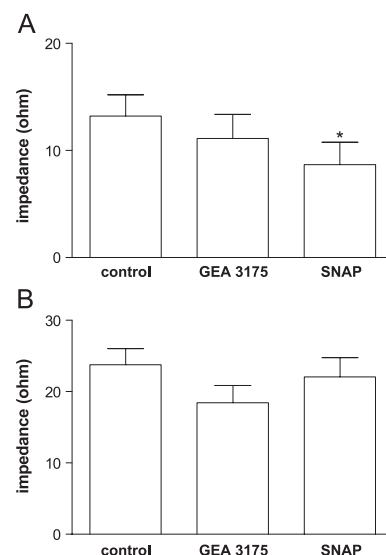 A
impedance (ohm)
20
10
0
*
control GEA 3175 SNAP
B
impedance (ohm)
30
20
10
0
control GEA 3175 SNAP